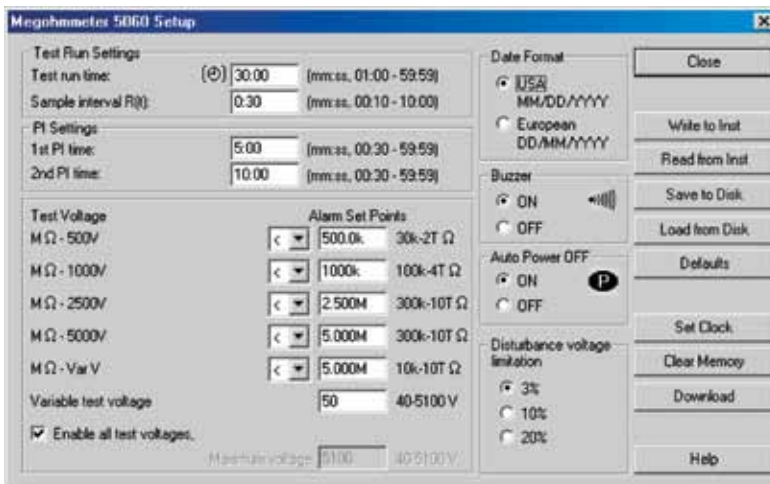 Megohmmeter 5060 Setup
Test Run Settings
Test run time: 30:00 (mm:ss, 01:00 - 59:59)
Sample interval R(t): 0:30 (mm:ss, 00:10 - 10:00)
PI Settings
1st PI time: 5:00 (mm:ss, 00:30 - 59:59)
2nd PI time: 10:00 (mm:ss, 00:30 - 59:59)
Test Voltage Alarm Set Points
MΩ - 500V < 500.0k 30k-2T Ω
MΩ - 1000V < 1000k 100k-4T Ω
MΩ - 2500V < 2.500M 300k-10T Ω
MΩ - 5000V < 5.000M 300k-10T Ω
MΩ - Var V < 5.000M 10k-10T Ω
Variable test voltage 50 40-5100 V
Enable all test voltages.
Maximum voltage 5100 40-5100 V
Date Format
USA
MM/DD/YYYY
European
DD/MM/YYYY
Buzzer
ON
OFF
Auto Power OFF
ON P
OFF
Disturbance voltage
limitation
3%
10%
20%
Close
Write to Inst
Read from Inst
Save to Disk
Load from Disk
Defaults
Set Clock
Clear Memory
Download
Help